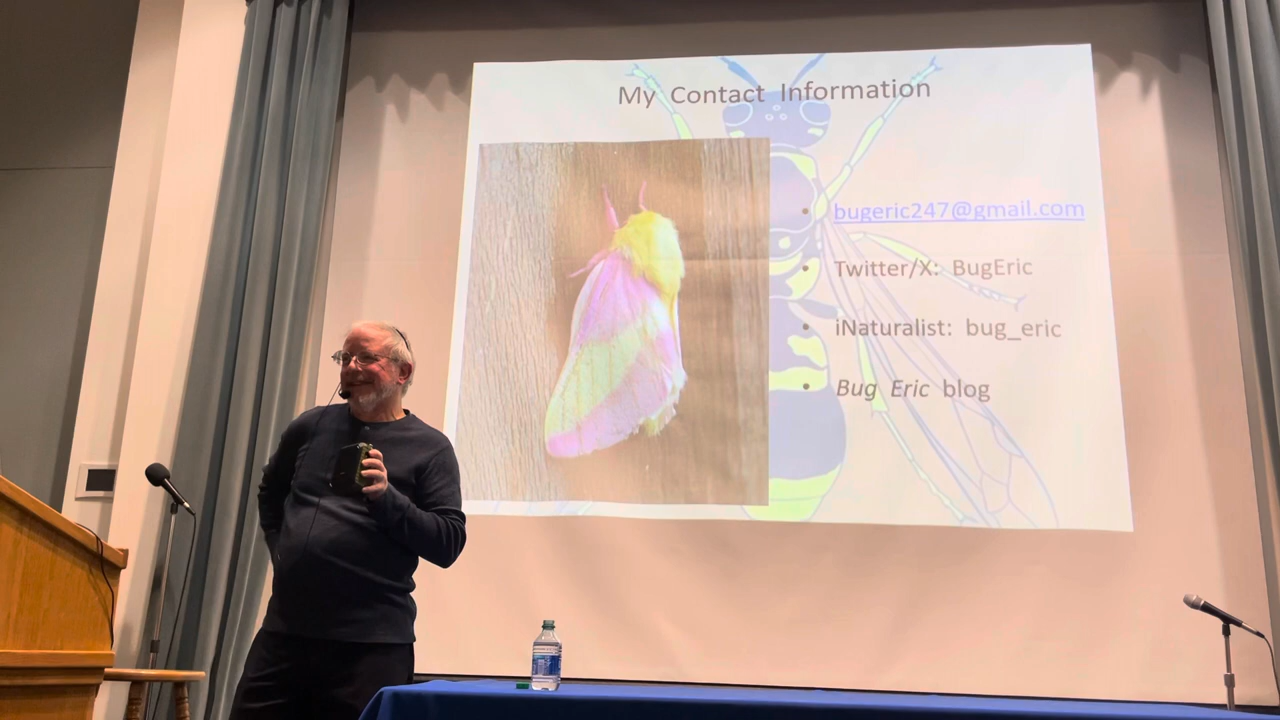 My Contact Information
bugeric247@gmail.com
Twitter/X: BugEric
iNaturalist: bug_eric
Bug Eric blog